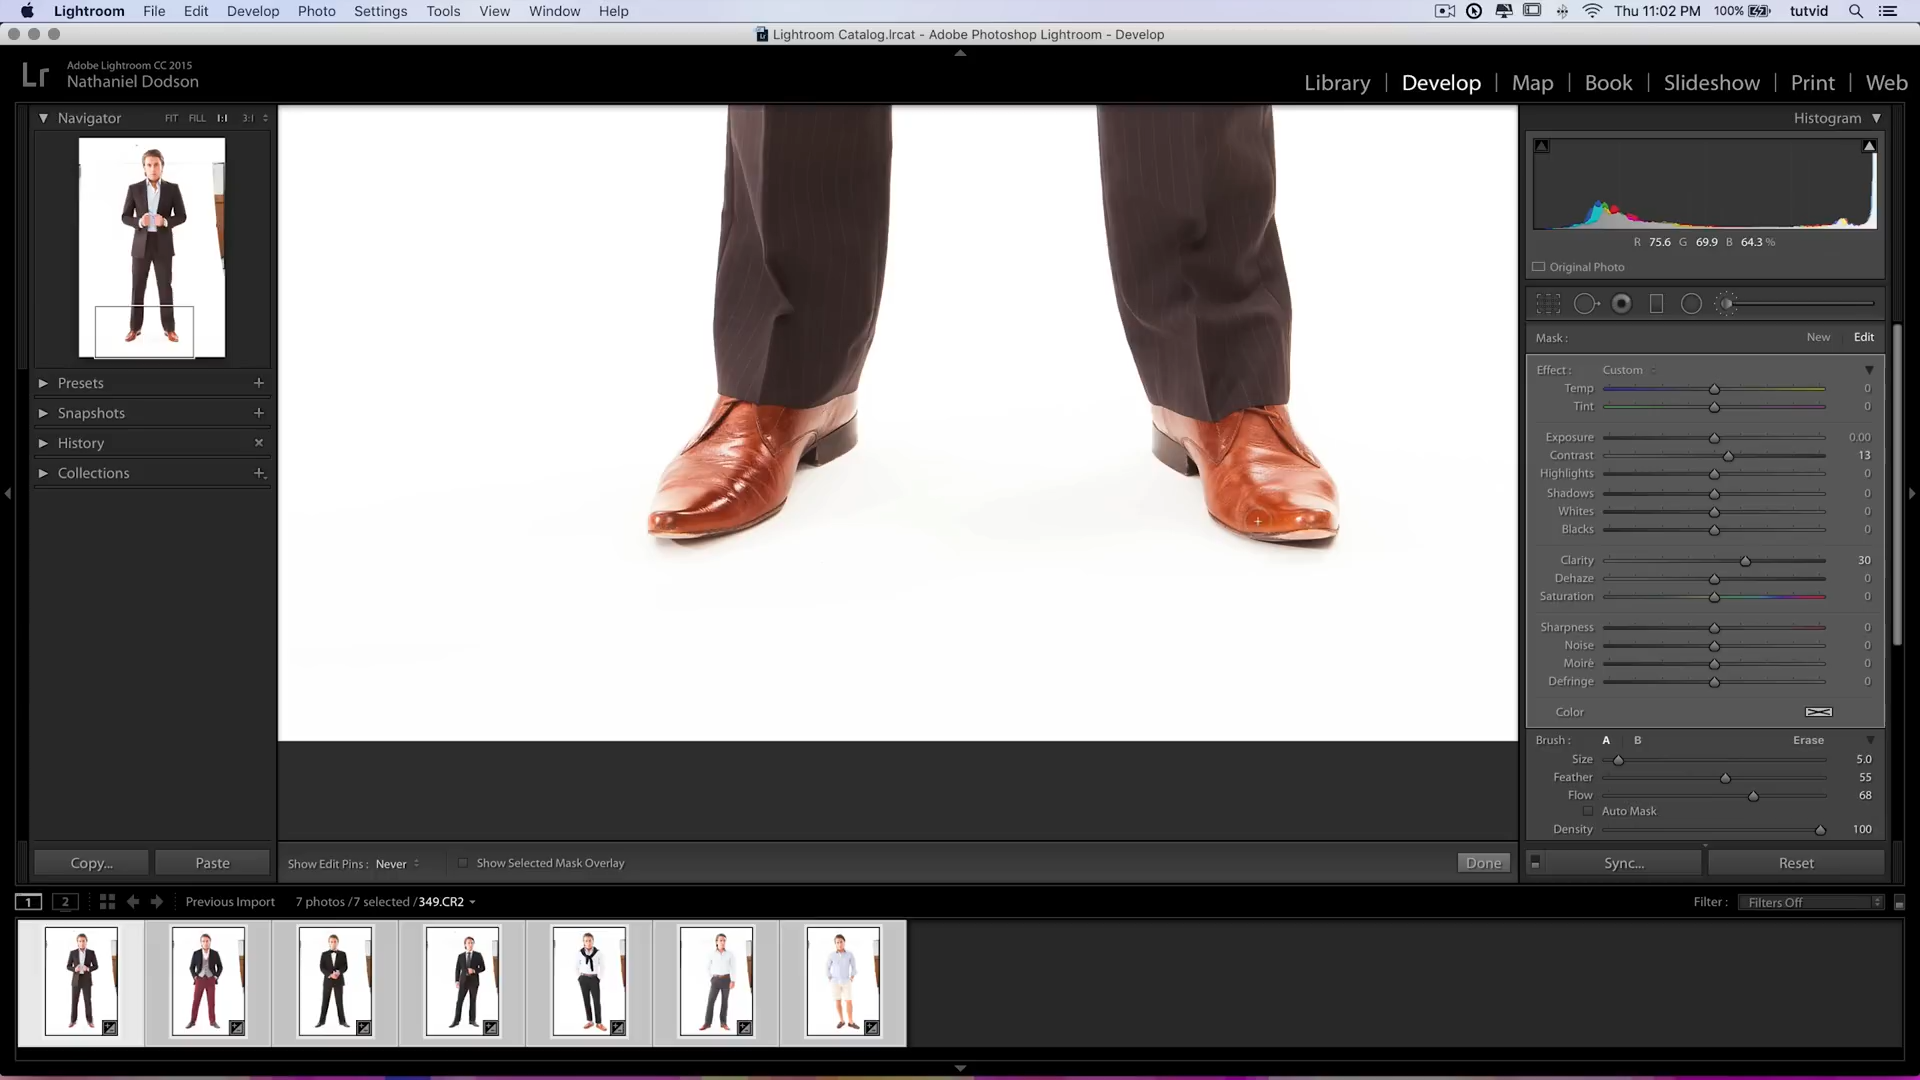 Lightroom File Edit Develop Photo Settings Tools View Window Help Thu 11:02 PM 100% tutvid
Lightroom Catalog.lrcat - Adobe Photoshop Lightroom - Develop
Lr Adobe Lightroom CC 2015
Nathaniel Dodson
Library | Develop | Map | Book | Slideshow | Print | Web
Navigator FIT FILL 1:1 3:1
Histogram
R 75.6 G 69.9 B 64.3 %
Original Photo
Mask : New Edit
Effect : Custom
Temp 0
Tint 0
Exposure 0.00
Contrast 13
Highlights 0
Shadows 0
Whites 0
Blacks 0
Clarity 30
Dehaze 0
Saturation 0
Sharpness 0
Noise 0
Moiré 0
Defringe 0
Color
Brush : A B Erase
Size 5.0
Feather 55
Flow 68
Auto Mask
Density 100
Presets +
Snapshots +
History ×
Collections +
Copy... Paste
Show Edit Pins : Never Show Selected Mask Overlay Done
Sync... Reset
1 2 Previous Import 7 photos /7 selected /349.CR2 Filter : Filters Off